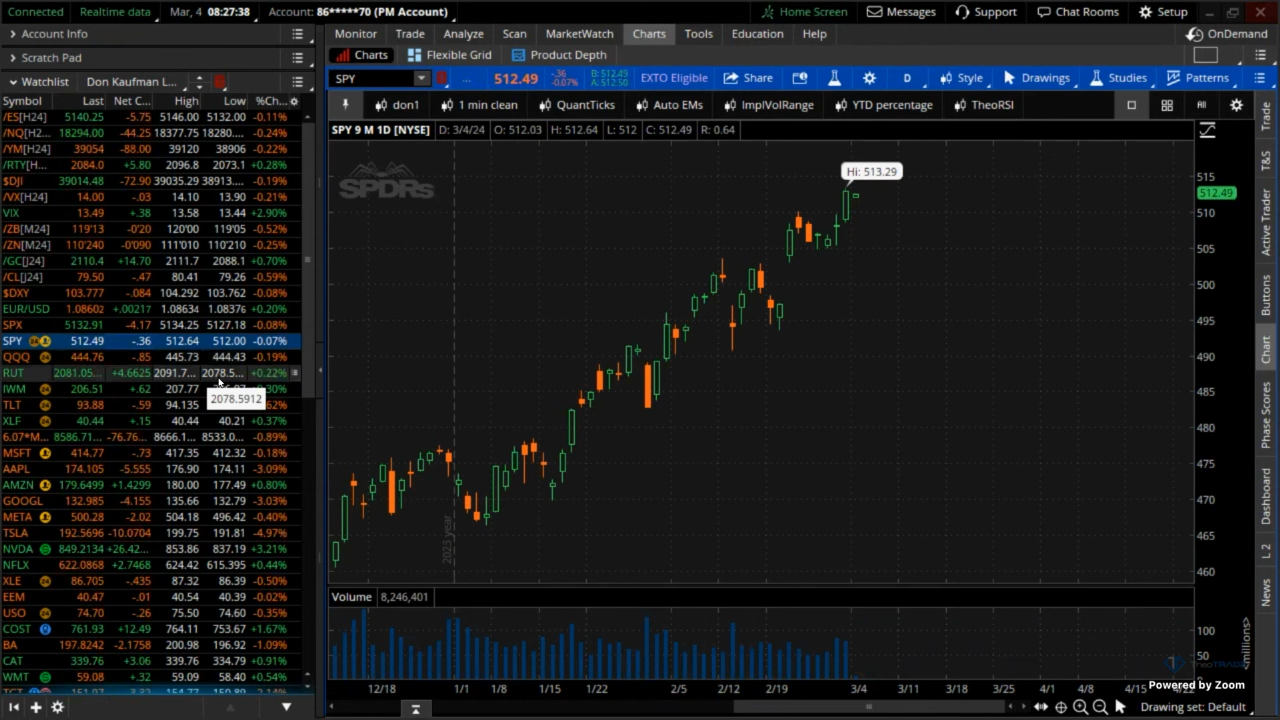 Connected Realtime data Mar, 4 08:27:38 Account: 86*****70 (PM Account) Home Screen Messages Support Chat Rooms Setup
Account Info
Monitor Trade Analyze Scan MarketWatch Charts Tools Education Help OnDemand
Scratch Pad
Charts Flexible Grid Product Depth
Watchlist Don Kaufman L...
SPY ... 512.49 -.36 -0.07% B: 512.49 A: 512.50 EXTO Eligible Share D Style Drawings Studies Patterns
Symbol Last Net C... High Low %Ch...
don1 1 min clean QuantTicks Auto EMs ImplVolRange YTD percentage TheoRSI All
SPY 9 M 1D [NYSE] D: 3/4/24 O: 512.03 H: 512.64 L: 512 C: 512.49 R: 0.64
/ES[H24] 5140.25 -5.75 5146.00 5132.00 -0.11%
/NQ[H2... 18294.00 -44.25 18377.75 18280.... -0.24%
/YM[H24] 39054 -88.00 39120 38906 -0.22%
/RTY[H... 2084.0 +5.80 2096.8 2073.1 +0.28%
$DJI 39014.48 -72.90 39035.29 38913.... -0.19%
/VX[H24] 14.00 -.03 14.10 13.90 -0.21%
VIX 13.49 +.38 13.58 13.44 +2.90%
/ZB[M24] 119'13 -0'20 120'00 119'05 -0.52%
/ZN[M24] 110'240 -0'090 111'010 110'210 -0.25%
/GC[J24] 2110.4 +14.70 2111.7 2088.1 +0.70%
/CL[J24] 79.50 -.47 80.41 79.26 -0.59%
$DXY 103.777 -.084 104.292 103.762 -0.08%
EUR/USD 1.08602 +.00217 1.08634 1.08376 +0.20%
SPX 5132.91 -4.17 5134.25 5127.18 -0.08%
SPY 512.49 -.36 512.64 512.00 -0.07%
QQQ 444.76 -.85 445.73 444.43 -0.19%
RUT 2081.05... +4.6625 2091.7... 2078.5... +0.22%
IWM 206.51 +.62 207.77
2078.5912
TLT 93.88 -.59 94.135
XLF 40.44 +.15 40.44 40.21 +0.37%
6.07*M... 8586.71... -76.76... 8666.1... 8533.0... -0.89%
MSFT 414.77 -.73 417.35 412.32 -0.18%
AAPL 174.105 -5.555 176.90 174.11 -3.09%
AMZN 179.6499 +1.4299 180.00 177.49 +0.80%
GOOGL 132.985 -4.155 135.66 132.79 -3.03%
META 500.28 -2.02 504.18 496.42 -0.40%
TSLA 192.5696 -10.0704 199.75 191.81 -4.97%
NVDA 849.2134 +26.42... 853.86 837.19 +3.21%
NFLX 622.0868 +2.7468 624.42 615.395 +0.44%
XLE 86.705 -.435 87.32 86.39 -0.50%
EEM 40.47 -.01 40.54 40.39 -0.02%
USO 74.70 -.26 75.50 74.60 -0.35%
COST 761.93 +12.49 764.11 753.67 +1.67%
BA 197.8242 -2.1758 200.98 196.92 -1.09%
CAT 339.76 +3.06 339.76 334.79 +0.91%
WMT 59.08 +.32 59.09 58.40 +0.54%
SPDRs
Hi: 513.29
2023 year
515
512.49
510
505
500
495
490
485
480
475
470
465
460
Volume 8,246,401
100
50
<millions>
TheoTRADE
12/18 1/1 1/8 1/15 1/22 2/5 2/12 2/19 3/4 3/11 3/18 3/25 4/1 4/8 4/15 4/22
Powered by Zoom
Drawing set: Default
Trade
T&S
Active Trader
Buttons
Chart
Phase Scores
Dashboard
L 2
News